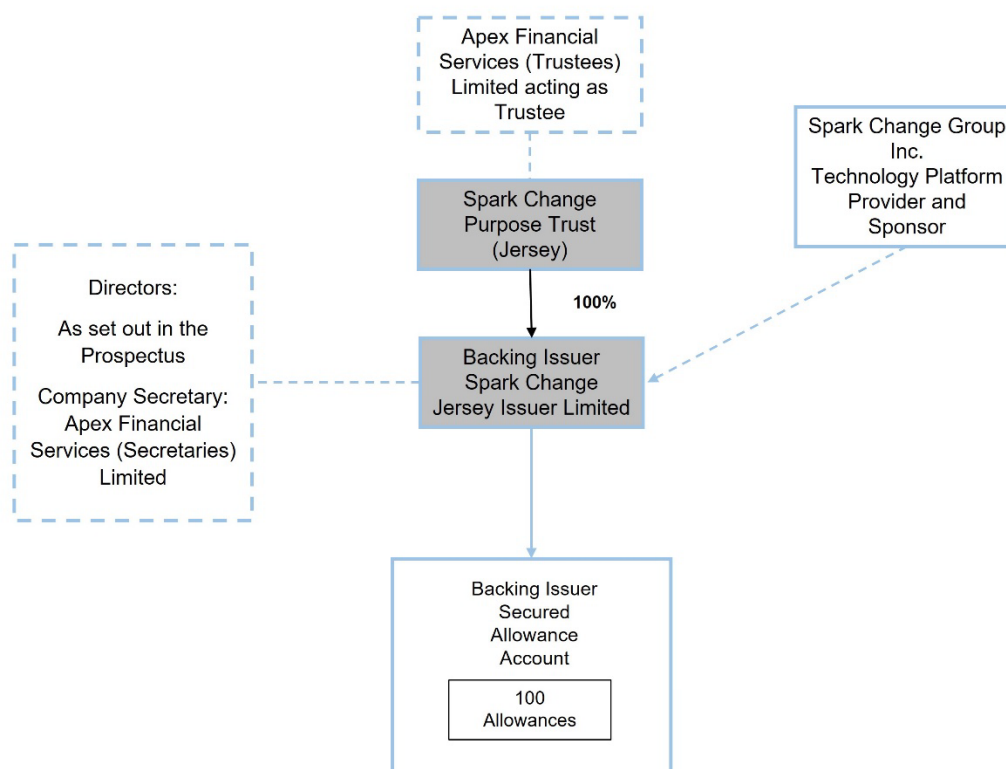 Apex Financial
Services (Trustees)
Limited acting as
Trustee
Spark Change Group
Inc.
Technology Platform
Provider and
Sponsor
Spark Change
Purpose Trust
(Jersey)
100%
Directors:
As set out in the
Prospectus
Company Secretary:
Apex Financial
Services (Secretaries)
Limited
Backing Issuer
Spark Change
Jersey Issuer Limited
Backing Issuer
Secured
Allowance
Account
100
Allowances